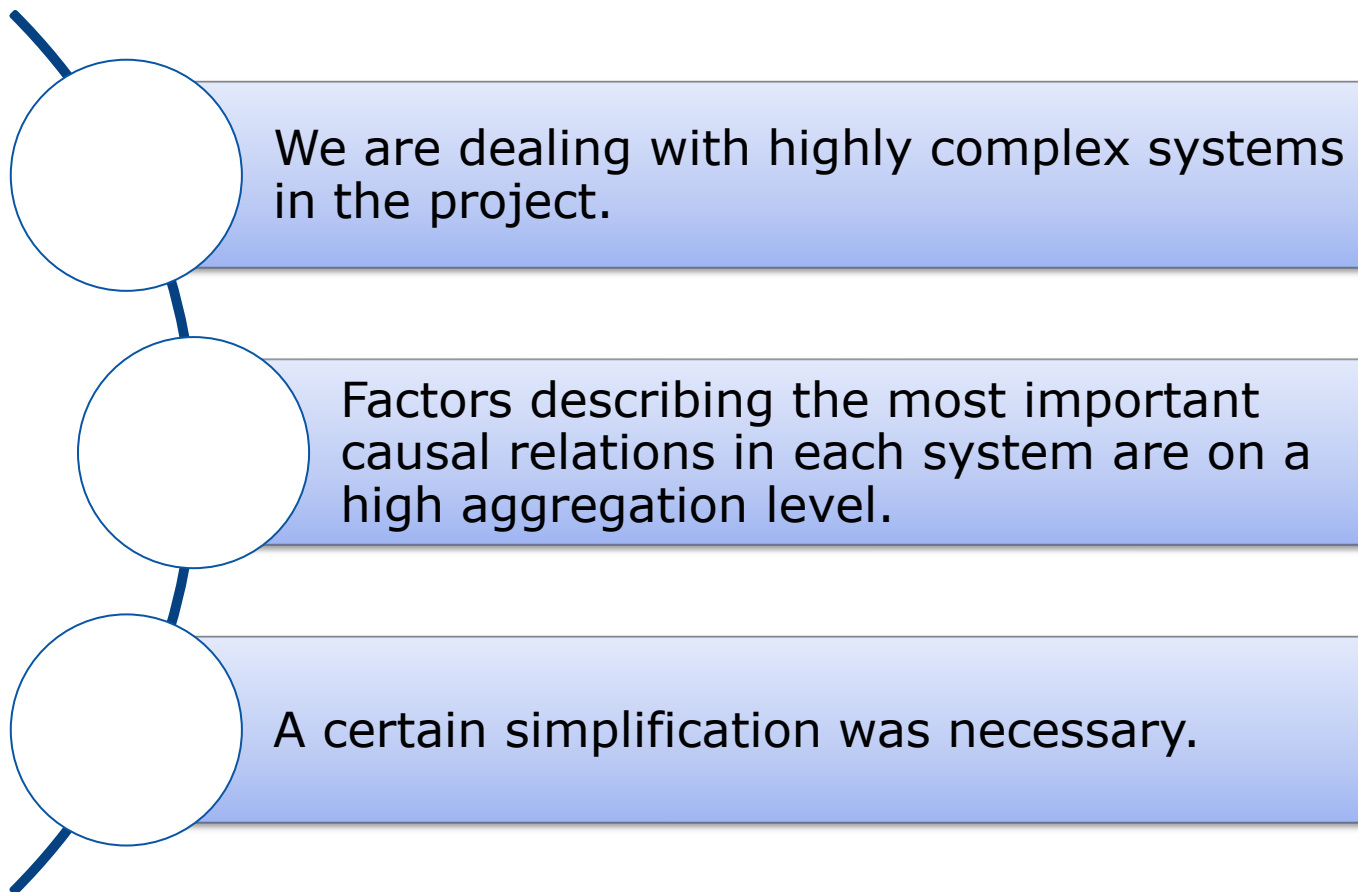 We are dealing with highly complex systems
in the project.
Factors describing the most important
causal relations in each system are on a
high aggregation level.
A certain simplification was necessary.